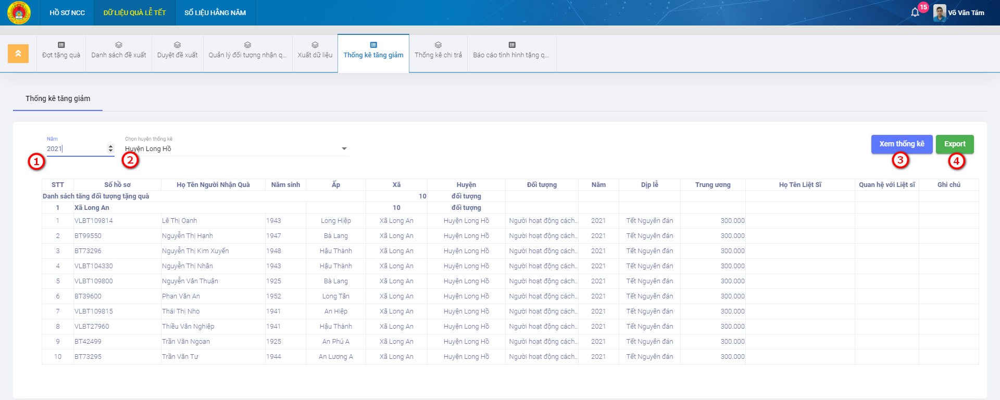 HỒ SƠ NCC DỮ LIỆU QUÀ LỄ TẾT SỐ LIỆU HẰNG NĂM 15 Võ Văn Tám
Đợt tặng quà Danh sách đề xuất Duyệt đề xuất Quản lý đối tượng nhận q... Xuất dữ liệu Thống kê tăng giảm Thống kê chi trả Báo cáo tình hình tặng q...
Thống kê tăng giảm
Năm Chọn huyện thống kê
2021 Huyện Long Hồ Xem thống kê Export
1 2 3 4
STT Số hồ sơ Họ Tên Người Nhận Quà Năm sinh Ấp Xã Huyện Đối tượng Năm Dịp lễ Trung ương Họ Tên Liệt Sĩ Quan hệ với Liệt sĩ Ghi chú
Danh sách tăng đối tượng tặng quà 10 đối tượng
1 Xã Long An 10 đối tượng
1 VLBT109814 Lê Thị Oanh 1943 Long Hiệp Xã Long An Huyện Long Hồ Người hoạt động cách.. 2021 Tết Nguyên đán 300.000
2 BT99550 Nguyễn Thị Hạnh 1947 Bà Lang Xã Long An Huyện Long Hồ Người hoạt động cách.. 2021 Tết Nguyên đán 300.000
3 BT73296 Nguyễn Thị Kim Xuyến 1948 Hậu Thành Xã Long An Huyện Long Hồ Người hoạt động cách.. 2021 Tết Nguyên đán 300.000
4 VLBT104330 Nguyễn Thị Nhân 1943 Hậu Thành Xã Long An Huyện Long Hồ Người hoạt động cách.. 2021 Tết Nguyên đán 300.000
5 VLBT109800 Nguyễn Văn Thuận 1925 Bà Lang Xã Long An Huyện Long Hồ Người hoạt động cách.. 2021 Tết Nguyên đán 300.000
6 BT39600 Phan Văn An 1952 Long Tân Xã Long An Huyện Long Hồ Người hoạt động cách.. 2021 Tết Nguyên đán 300.000
7 VLBT109815 Thái Thị Nho 1941 An Hiệp Xã Long An Huyện Long Hồ Người hoạt động cách.. 2021 Tết Nguyên đán 300.000
8 VLBT27960 Thiều Văn Nghiệp 1941 Hậu Thành Xã Long An Huyện Long Hồ Người hoạt động cách.. 2021 Tết Nguyên đán 300.000
9 BT42499 Trần Văn Ngoan 1925 An Phú A Xã Long An Huyện Long Hồ Người hoạt động cách.. 2021 Tết Nguyên đán 300.000
10 BT73295 Trần Văn Tư 1944 An Lương A Xã Long An Huyện Long Hồ Người hoạt động cách.. 2021 Tết Nguyên đán 300.000